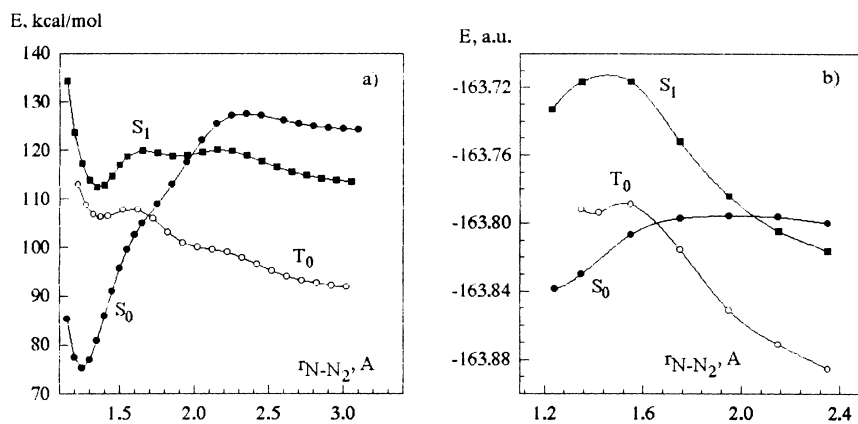 E, kcal/mol
140
130
120
110
100
90
80
70
a)
S1
T0
S0
rN-N2, A
1.5
2.0
2.5
3.0
E, a.u.
-163.72
-163.76
-163.80
-163.84
-163.88
b)
S1
T0
S0
rN-N2, A
1.2
1.6
2.0
2.4